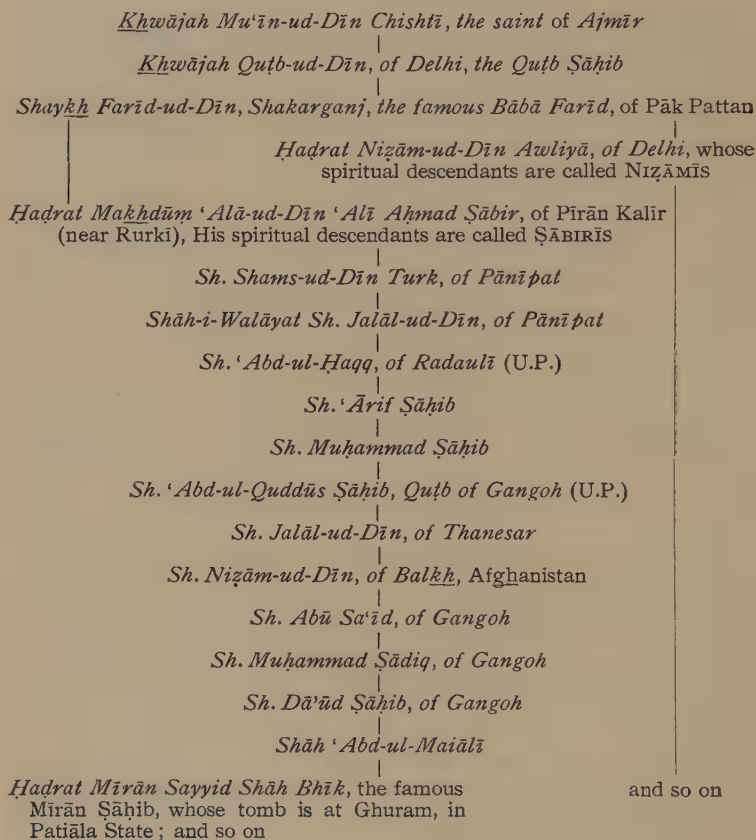 Khwājah Mu‘īn-ud-Dīn Chishtī, the saint of Ajmīr
Khwājah Quṭb-ud-Dīn, of Delhi, the Quṭb Ṣāḥib
Shaykh Farīd-ud-Dīn, Shakarganj, the famous Bābā Farīd, of Pāk Pattan
Ḥaḍrat Niẓām-ud-Dīn Awliyā, of Delhi, whose
spiritual descendants are called NIẒĀMĪS
Ḥaḍrat Makhdūm ‘Alā-ud-Dīn ‘Alī Aḥmad Ṣābir, of Pīrān Kalīr
(near Rurkī), His spiritual descendants are called ṢĀBIRĪS
Sh. Shams-ud-Dīn Turk, of Pānīpat
Shāh-i-Walāyat Sh. Jalāl-ud-Dīn, of Pānīpat
Sh. ‘Abd-ul-Ḥaqq, of Radaulī (U.P.)
Sh. ‘Ārif Ṣāḥib
Sh. Muḥammad Ṣāḥib
Sh. ‘Abd-ul-Quddūs Ṣāḥib, Quṭb of Gangoh (U.P.)
Sh. Jalāl-ud-Dīn, of Thanesar
Sh. Niẓām-ud-Dīn, of Balkh, Afghanistan
Sh. Abū Sa‘īd, of Gangoh
Sh. Muḥammad Ṣādiq, of Gangoh
Sh. Dā’ūd Ṣāḥib, of Gangoh
Shāh ‘Abd-ul-Maiālī
Ḥaḍrat Mīrān Sayyid Shāh Bhīk, the famous
Mīrān Ṣāḥib, whose tomb is at Ghuram, in
Patiāla State; and so on
and so on